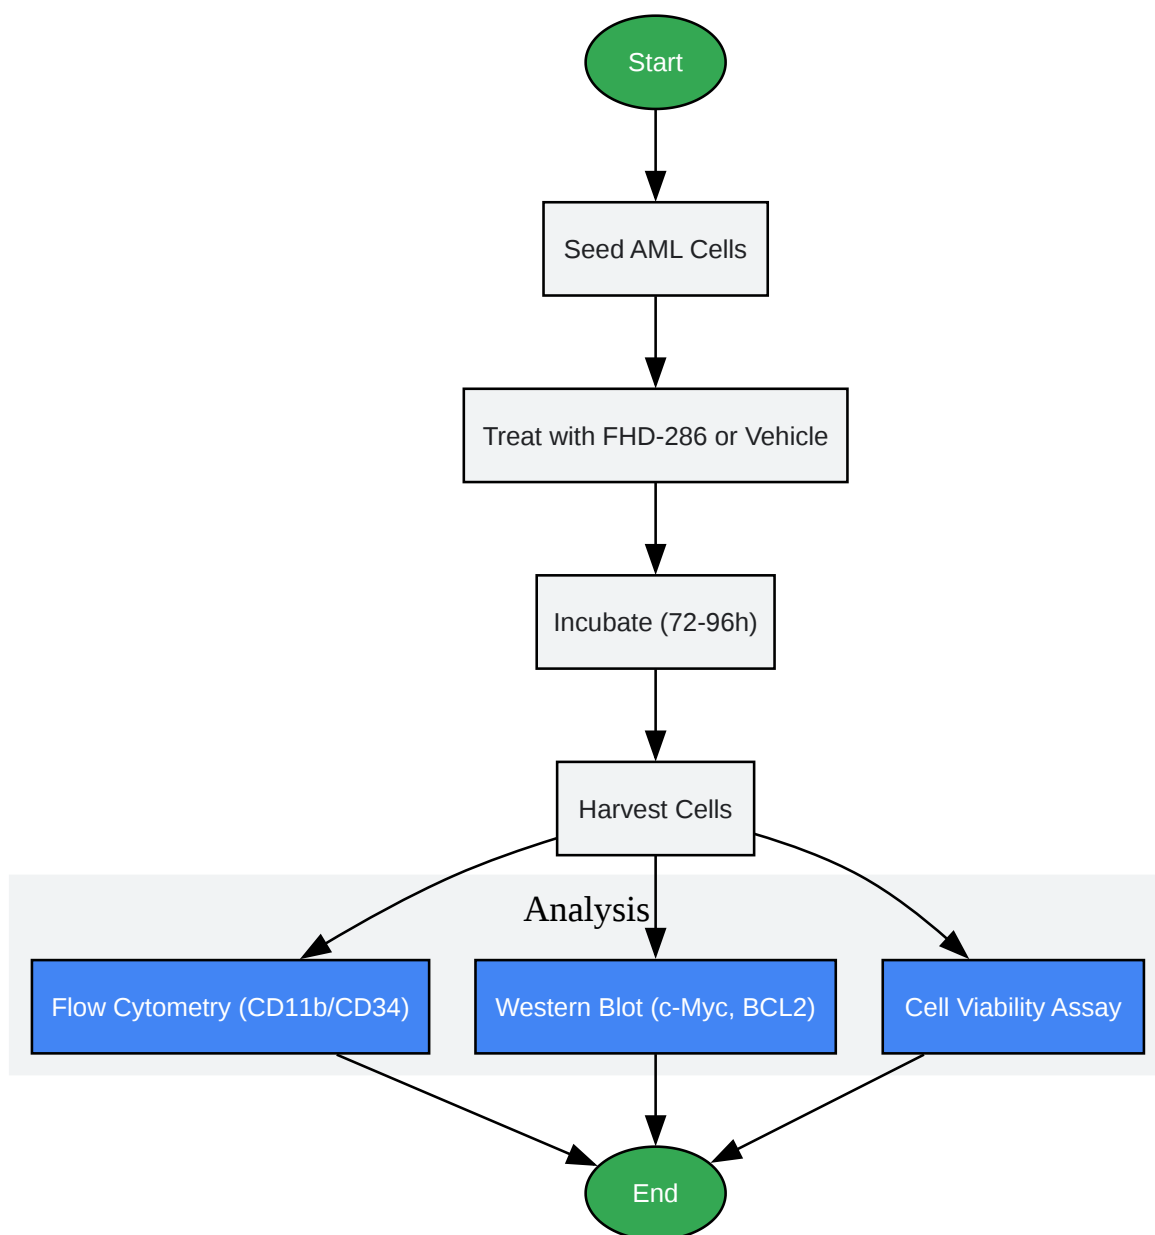 Start
Seed AML Cells
Treat with FHD-286 or Vehicle
Incubate (72-96h)
Harvest Cells
Analysis
Flow Cytometry (CD11b/CD34)
Western Blot (c-Myc, BCL2)
Cell Viability Assay
End